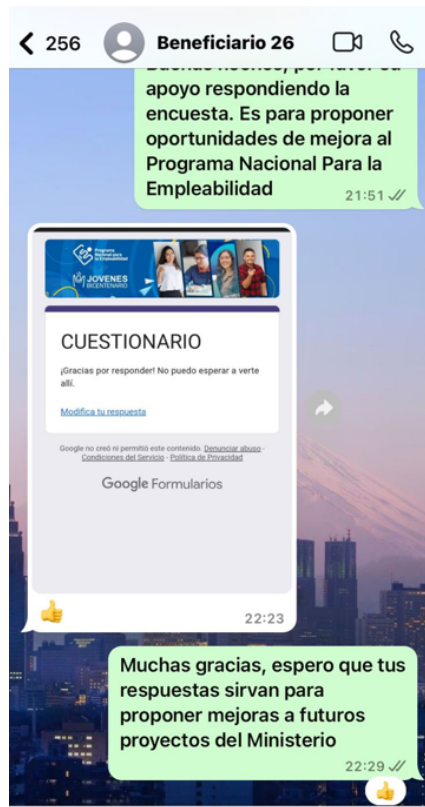 256 Beneficiario 26
apoyo respondiendo la
encuesta. Es para proponer
oportunidades de mejora al
Programa Nacional Para la
Empleabilidad
21:51
Programa
Nacional para
la Empleabilidad
JOVENES
BICENTENARIO
CUESTIONARIO
¡Gracias por responder! No puedo esperar a verte
allí.
Modifica tu respuesta
Google no creó ni permitió este contenido. Denunciar abuso -
Condiciones del Servicio - Política de Privacidad
Google Formularios
👍
22:23
Muchas gracias, espero que tus
respuestas sirvan para
proponer mejoras a futuros
proyectos del Ministerio
22:29
👍